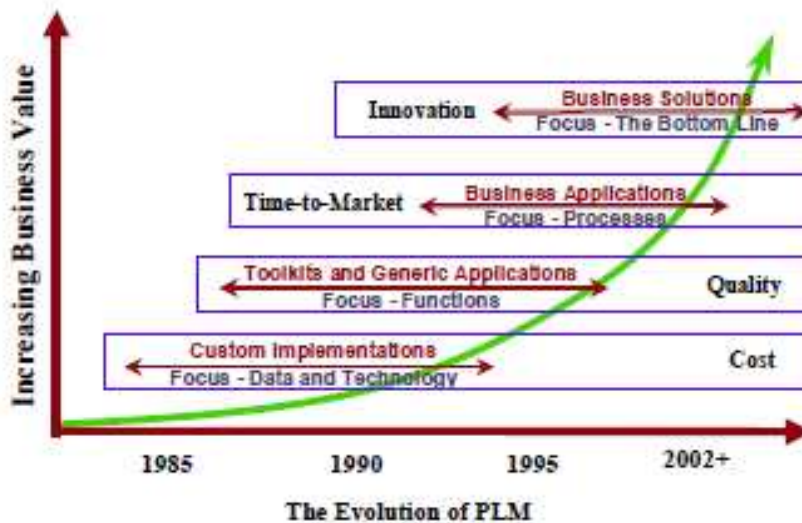 Increasing Business Value
Innovation
Business Solutions
Focus - The Bottom Line
Time-to-Market
Business Applications
Focus - Processes
Toolkits and Generic Applications
Focus - Functions
Quality
Custom Implementations
Focus - Data and Technology
Cost
1985 1990 1995 2002+
The Evolution of PLM